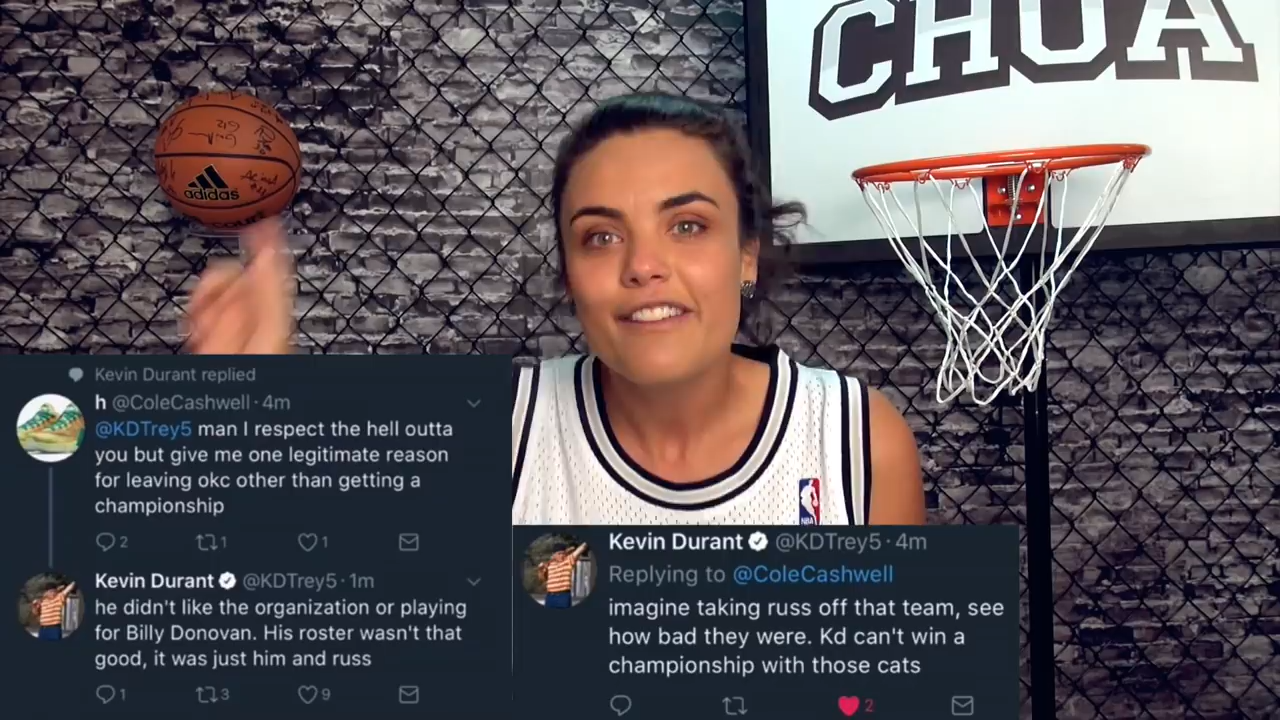 CHUA
adidas
Kevin Durant replied
h @ColeCashwell · 4m
@KDTrey5 man I respect the hell outta
you but give me one legitimate reason
for leaving okc other than getting a
championship
2 1 1
Kevin Durant @KDTrey5 · 1m
he didn't like the organization or playing
for Billy Donovan. His roster wasn't that
good, it was just him and russ
1 3 9
NBA
Kevin Durant @KDTrey5 · 4m
Replying to @ColeCashwell
imagine taking russ off that team, see
how bad they were. Kd can't win a
championship with those cats
2